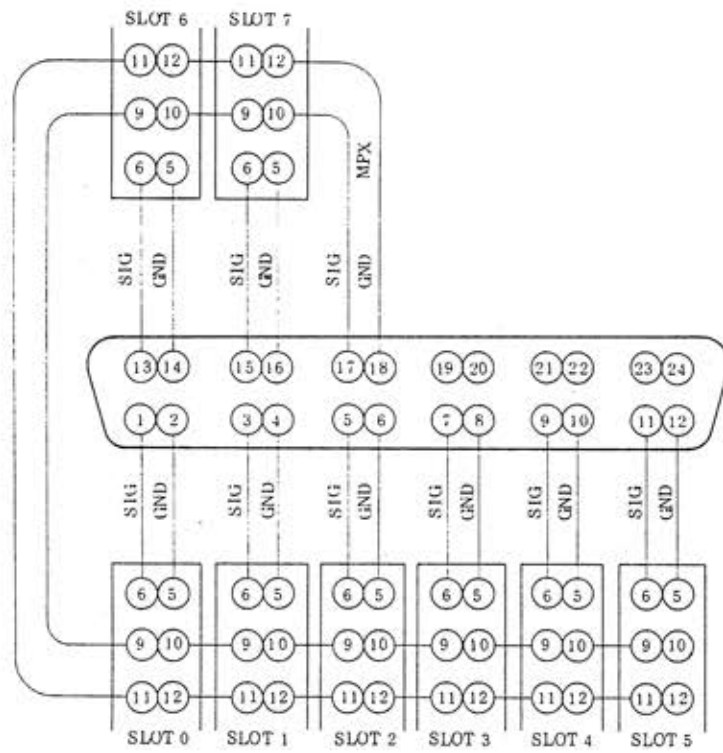 SLOT 6 SLOT 7
11 12 11 12
9 10 9 10
6 5 6 5
MPX
SIG GND SIG GND SIG GND
13 14 15 16 17 18 19 20 21 22 23 24
1 2 3 4 5 6 7 8 9 10 11 12
SIG GND SIG GND SIG GND SIG GND SIG GND SIG GND
6 5 6 5 6 5 6 5 6 5 6 5
9 10 9 10 9 10 9 10 9 10 9 10
11 12 11 12 11 12 11 12 11 12 11 12
SLOT 0 SLOT 1 SLOT 2 SLOT 3 SLOT 4 SLOT 5